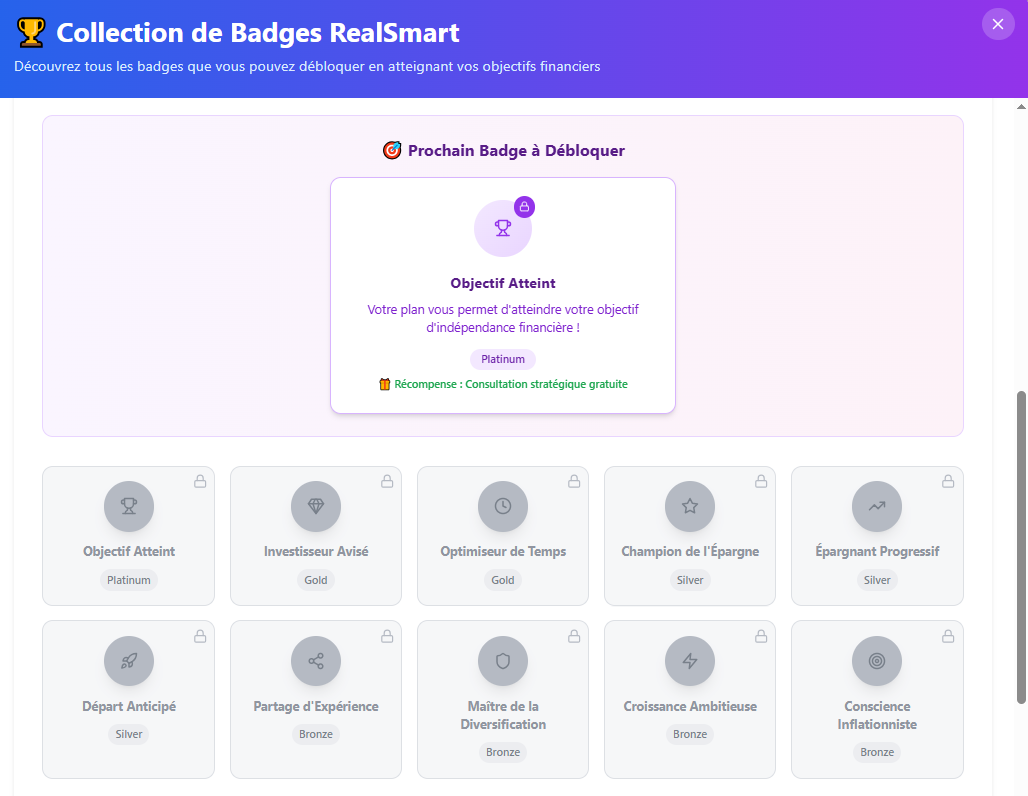 Collection de Badges RealSmart
Découvrez tous les badges que vous pouvez débloquer en atteignant vos objectifs financiers
Prochain Badge à Débloquer
Objectif Atteint
Votre plan vous permet d'atteindre votre objectif
d'indépendance financière !
Platinum
Récompense : Consultation stratégique gratuite
Objectif Atteint
Platinum
Investisseur Avisé
Gold
Optimiseur de Temps
Gold
Champion de l'Épargne
Silver
Épargnant Progressif
Silver
Départ Anticipé
Silver
Partage d'Expérience
Bronze
Maître de la
Diversification
Bronze
Croissance Ambitieuse
Bronze
Conscience
Inflationniste
Bronze